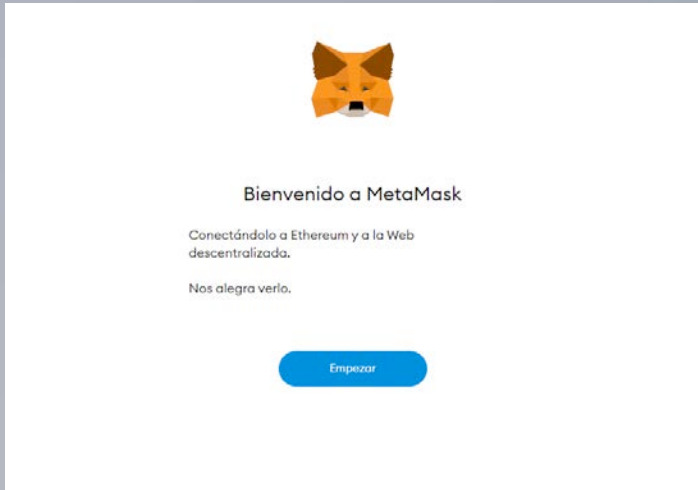 Bienvenido a MetaMask
Conectándolo a Ethereum y a la Web
descentralizada.
Nos alegra verlo.
Empezar